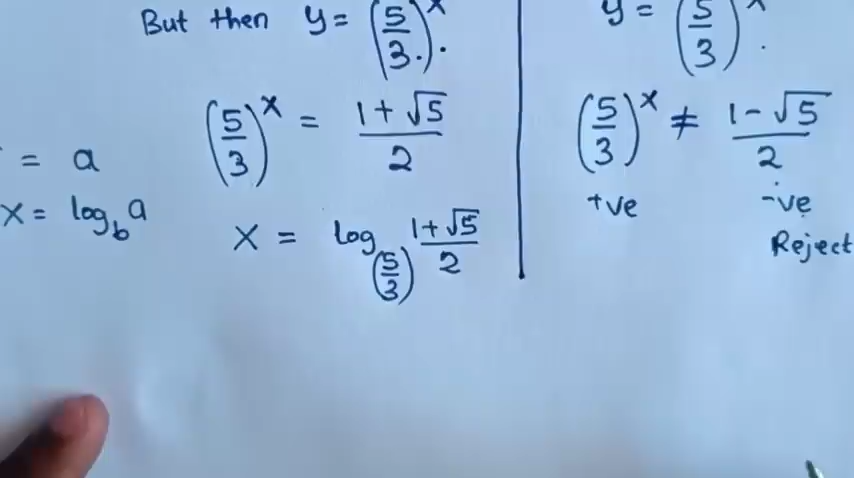 But then y = (5/3)^x.
(5/3)^x = (1 + √5)/2
= a
x = log_b a
x = log_(5/3) (1+√5)/2
y = (5/3)^x.
(5/3)^x ≠ (1 - √5)/2
+ve -ve
Reject